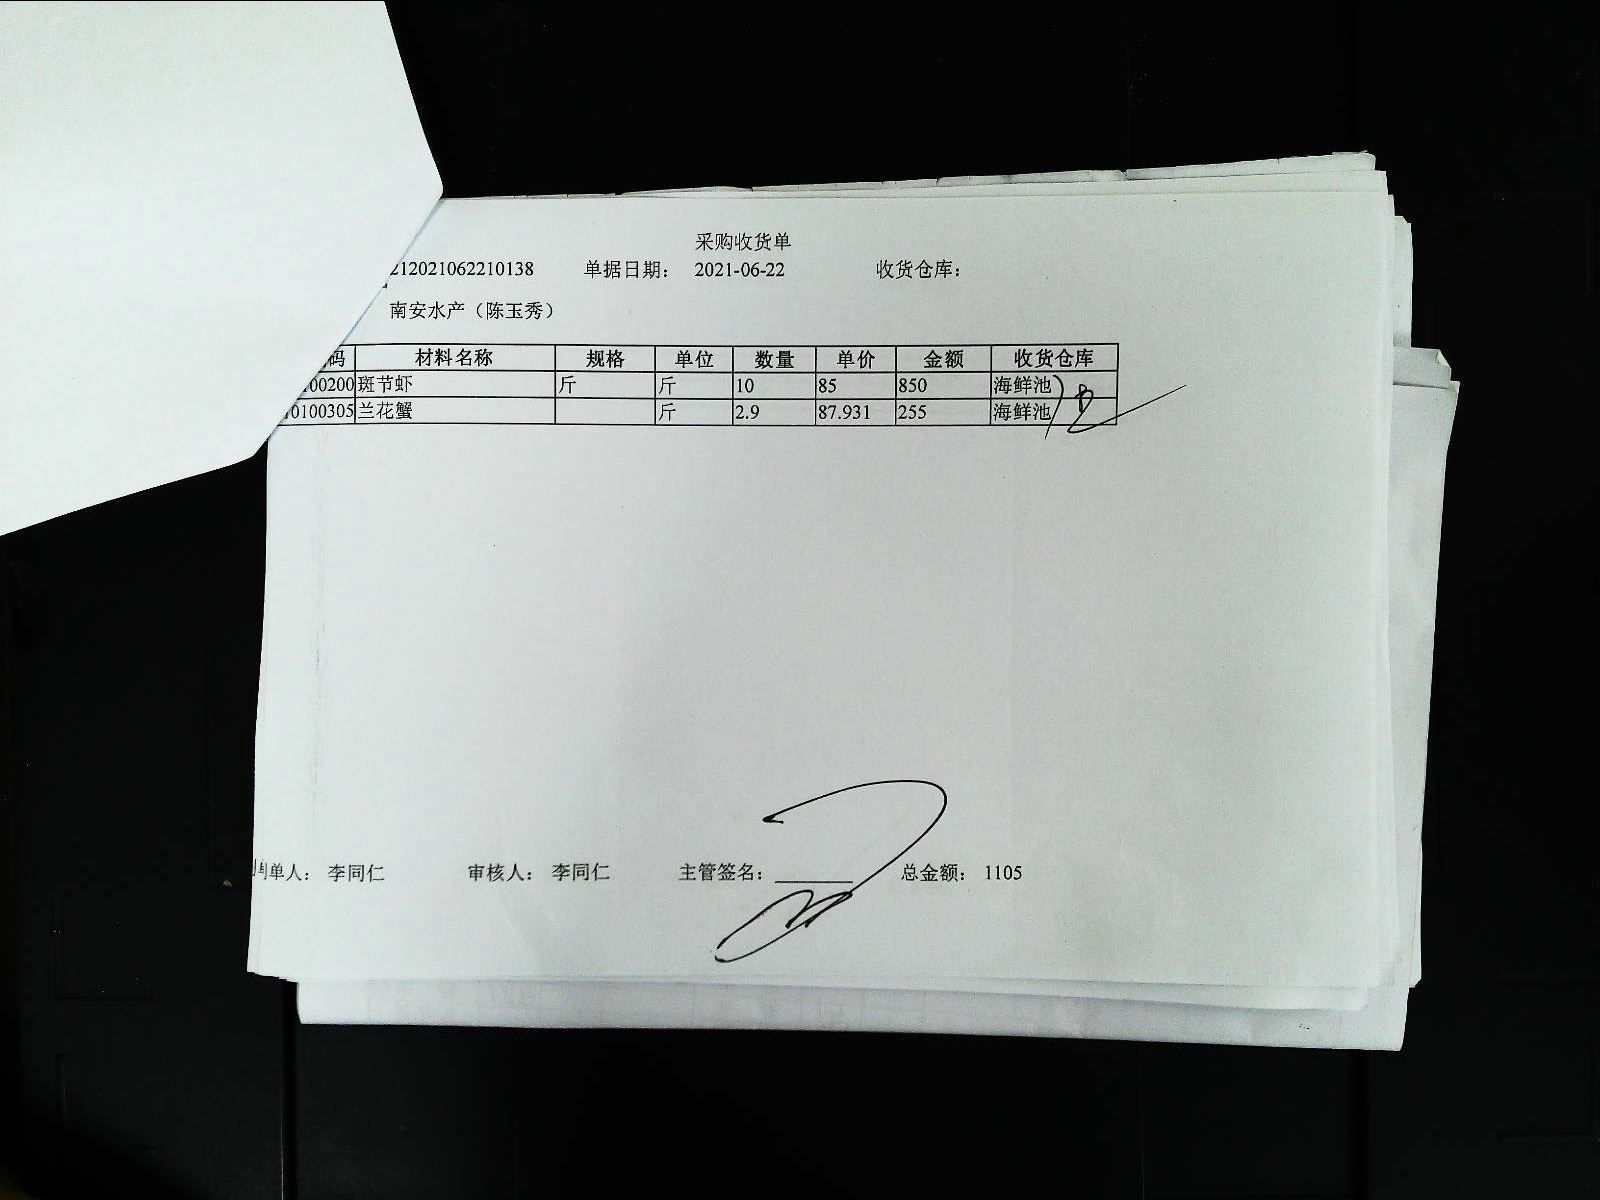 采购收货单
212021062210138 单据日期: 2021-06-22 收货仓库:
南安水产（陈玉秀）
码 材料名称 规格 单位 数量 单价 金额 收货仓库
00200 斑节虾 斤 斤 10 85 850 海鲜池
0100305 兰花蟹 斤 2.9 87.931 255 海鲜池
制单人: 李同仁 审核人: 李同仁 主管签名: 总金额: 1105